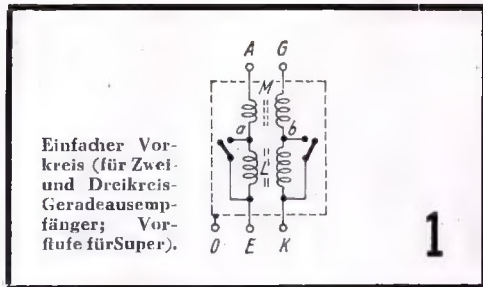 A G
M
a b
L
Einfacher Vor-
kreis (für Zwei-
und Dreikreis-
Geradeausemp-
fänger; Vor-
stufe für Super).
0 E K
1